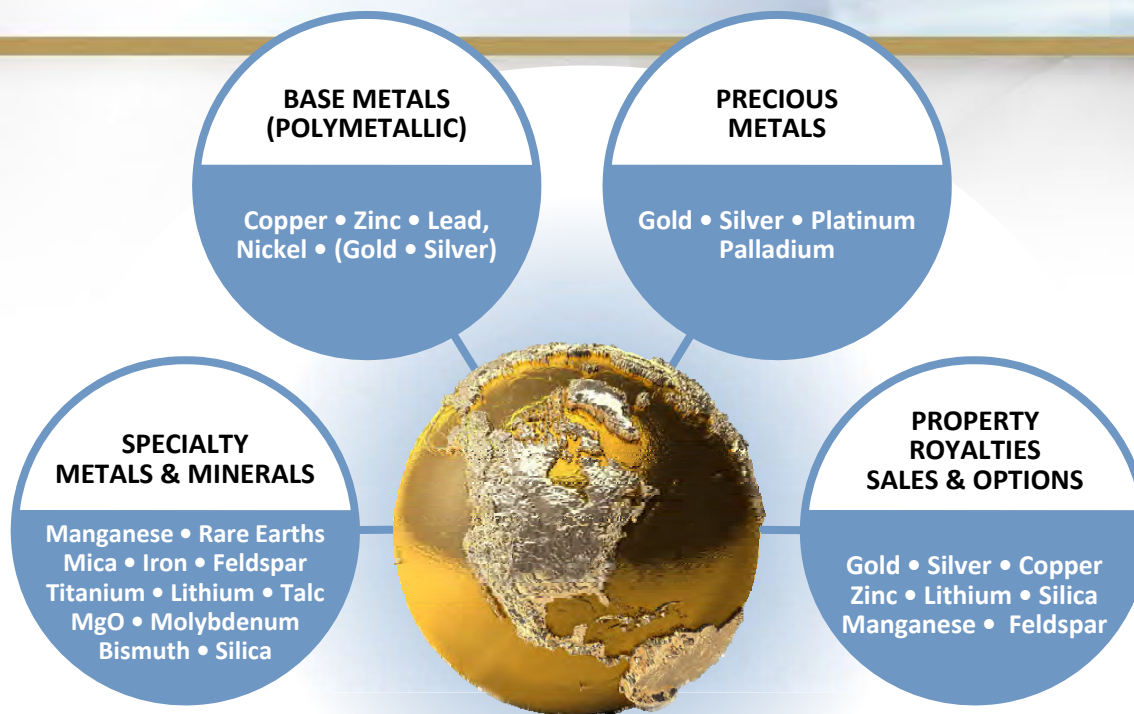 BASE METALS
(POLYMETALLIC)
Copper • Zinc • Lead,
Nickel • (Gold • Silver)
PRECIOUS
METALS
Gold • Silver • Platinum
Palladium
SPECIALTY
METALS & MINERALS
Manganese • Rare Earths
Mica • Iron • Feldspar
Titanium • Lithium • Talc
MgO • Molybdenum
Bismuth • Silica
PROPERTY
ROYALTIES
SALES & OPTIONS
Gold • Silver • Copper
Zinc • Lithium • Silica
Manganese • Feldspar